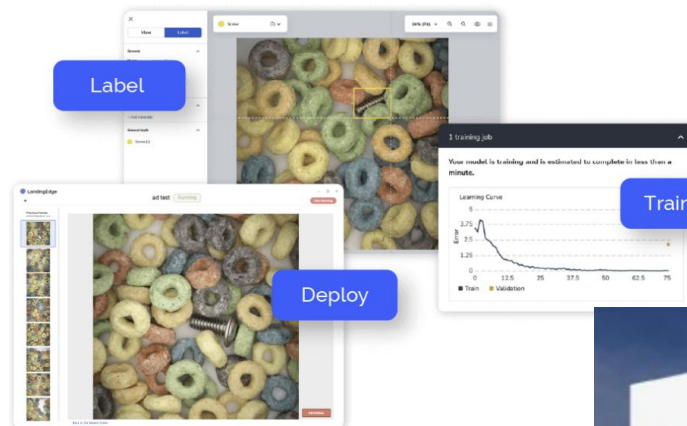 View
Label
Screw
Label
1 training job
Your model is training and is estimated to complete in less than a
minute.
Learning Curve
5
3.75
2.5
1.25
0
Error
0 12.5 25 37.5 50 62.5 75
Train Validation
Train
LandingEdge
ad test
Running
Deploy